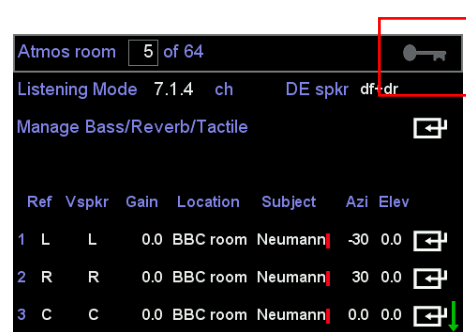 Atmos room 5 of 64
Listening Mode 7.1.4 ch DE spkr df+dr
Manage Bass/Reverb/Tactile
Ref Vspkr Gain Location Subject Azi Elev
1 L L 0.0 BBC room Neumann -30 0.0
2 R R 0.0 BBC room Neumann 30 0.0
3 C C 0.0 BBC room Neumann 0.0 0.0